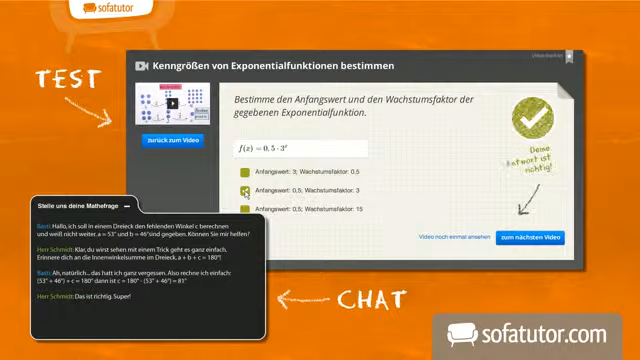 sofatutor
TEST
Kenngrößen von Exponentialfunktionen bestimmen
Bestimme den Anfangswert und den Wachstumsfaktor der
gegebenen Exponentialfunktion.
zurück zum Video
f(x) = 0,5 · 3ˣ
Anfangswert: 3; Wachstumsfaktor: 0.5
Anfangswert: 0,5; Wachstumsfaktor: 3
Anfangswert: 0,5; Wachstumsfaktor: 15
Deine
Antwort ist
richtig!
Video noch einmal ansehen
zum nächsten Video
Stelle uns deine Mathefrage
Basti: Hallo, ich soll in einem Dreieck den fehlenden Winkel c berechnen
und weiß nicht weiter. a = 53° und b = 46° sind gegeben. Können Sie mir helfen?
Herr Schmidt: Klar, du wirst sehen mit einem Trick geht es ganz einfach.
Erinnere dich an die Innenwinkelsumme im Dreieck, a + b + c = 180°!
Basti: Ah, natürlich... das hatt ich ganz vergessen. Also rechne ich einfach:
(53° + 46°) + c = 180° dann ist c = 180° - (53° + 46°) = 81°
Herr Schmidt: Das ist richtig. Super!
CHAT
sofatutor.com